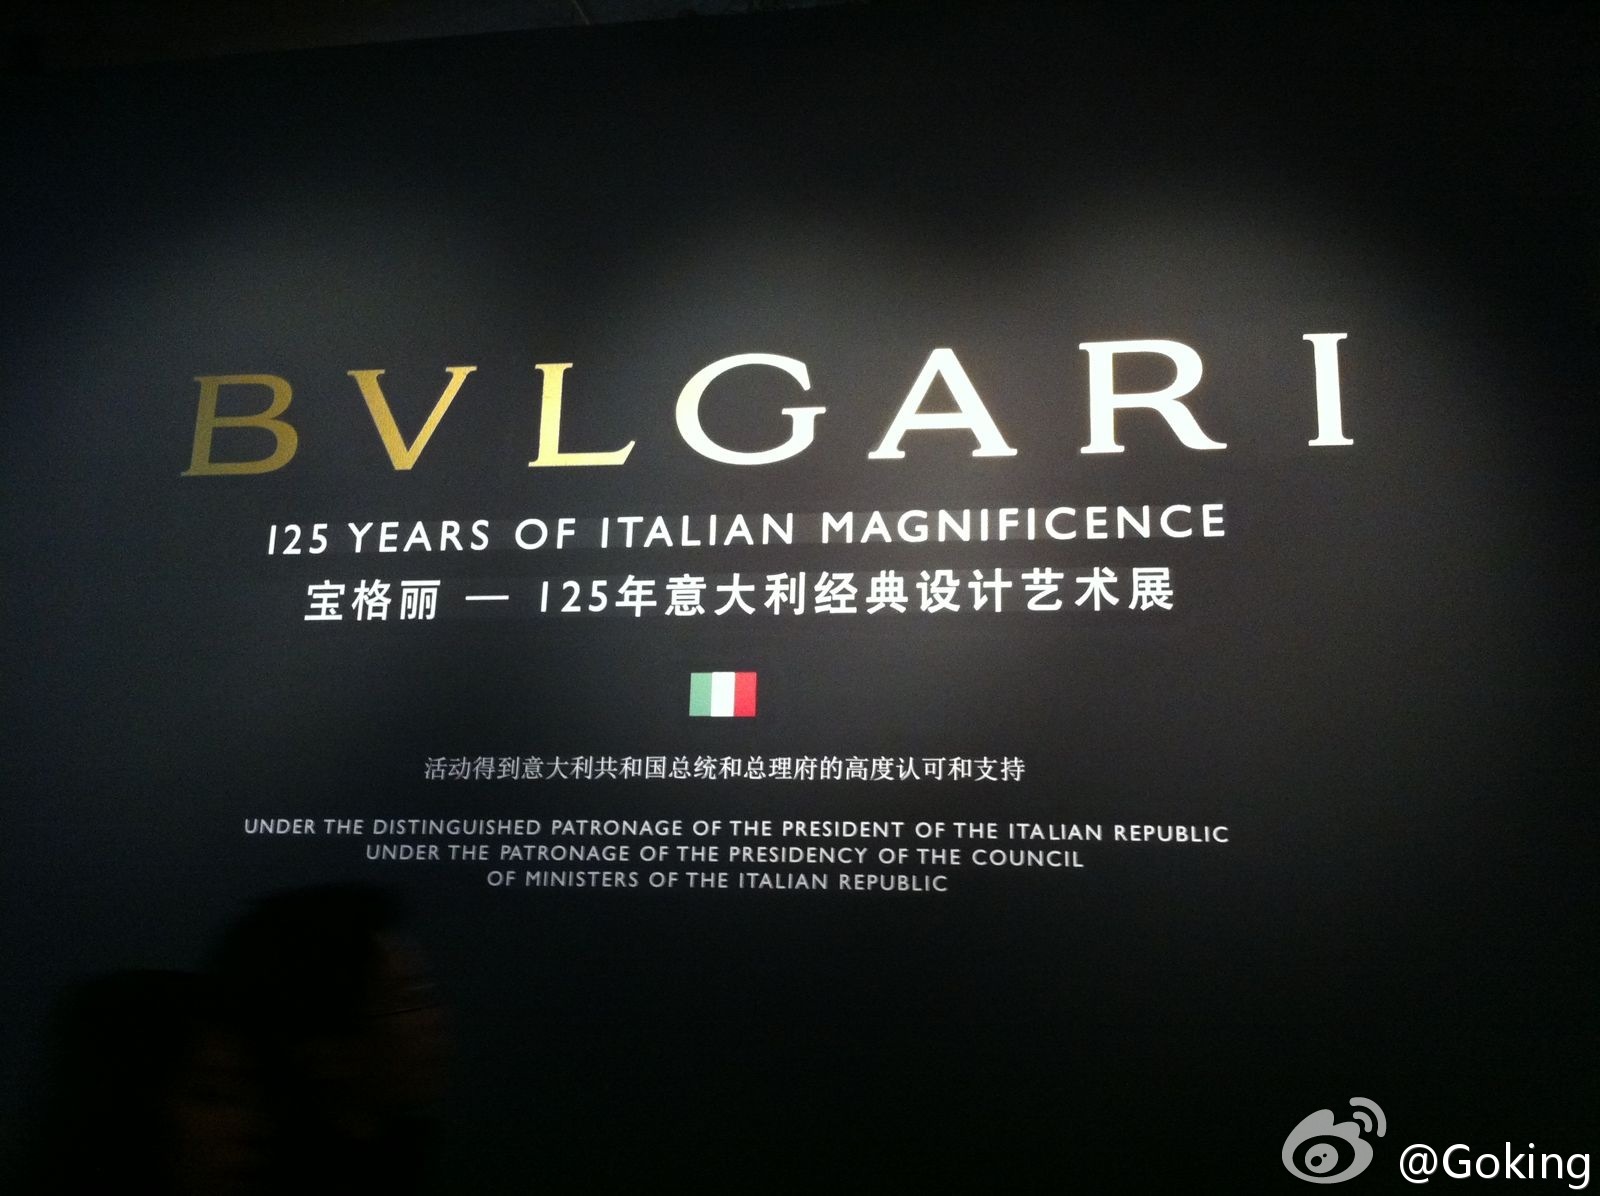 BVLGARI
125 YEARS OF ITALIAN MAGNIFICENCE
宝格丽 — 125年意大利经典设计艺术展
活动得到意大利共和国总统和总理府的高度认可和支持
UNDER THE DISTINGUISHED PATRONAGE OF THE PRESIDENT OF THE ITALIAN REPUBLIC
UNDER THE PATRONAGE OF THE PRESIDENCY OF THE COUNCIL
OF MINISTERS OF THE ITALIAN REPUBLIC
@Goking